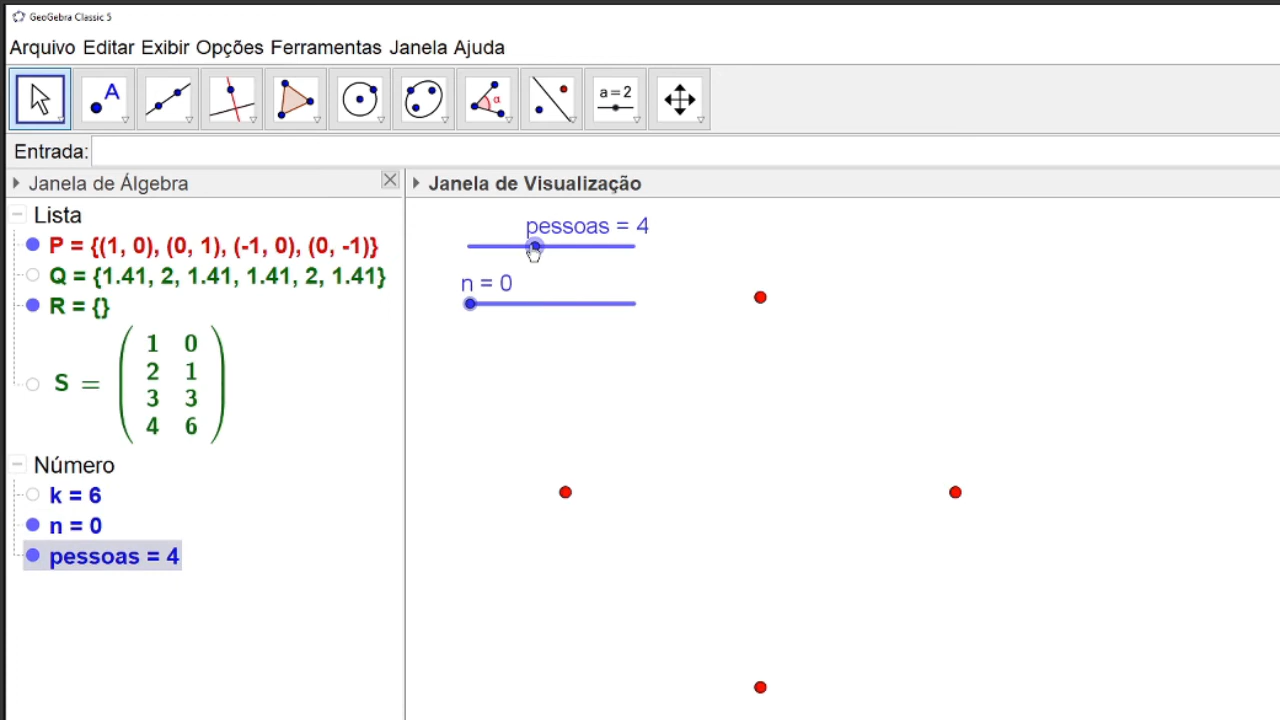 GeoGebra Classic 5
Arquivo Editar Exibir Opções Ferramentas Janela Ajuda
A
α
a = 2
Entrada:
Janela de Álgebra
Janela de Visualização
Lista
P = {(1, 0), (0, 1), (-1, 0), (0, -1)}
Q = {1.41, 2, 1.41, 1.41, 2, 1.41}
R = {}
S =
1 0
2 1
3 3
4 6
Número
k = 6
n = 0
pessoas = 4
pessoas = 4
n = 0